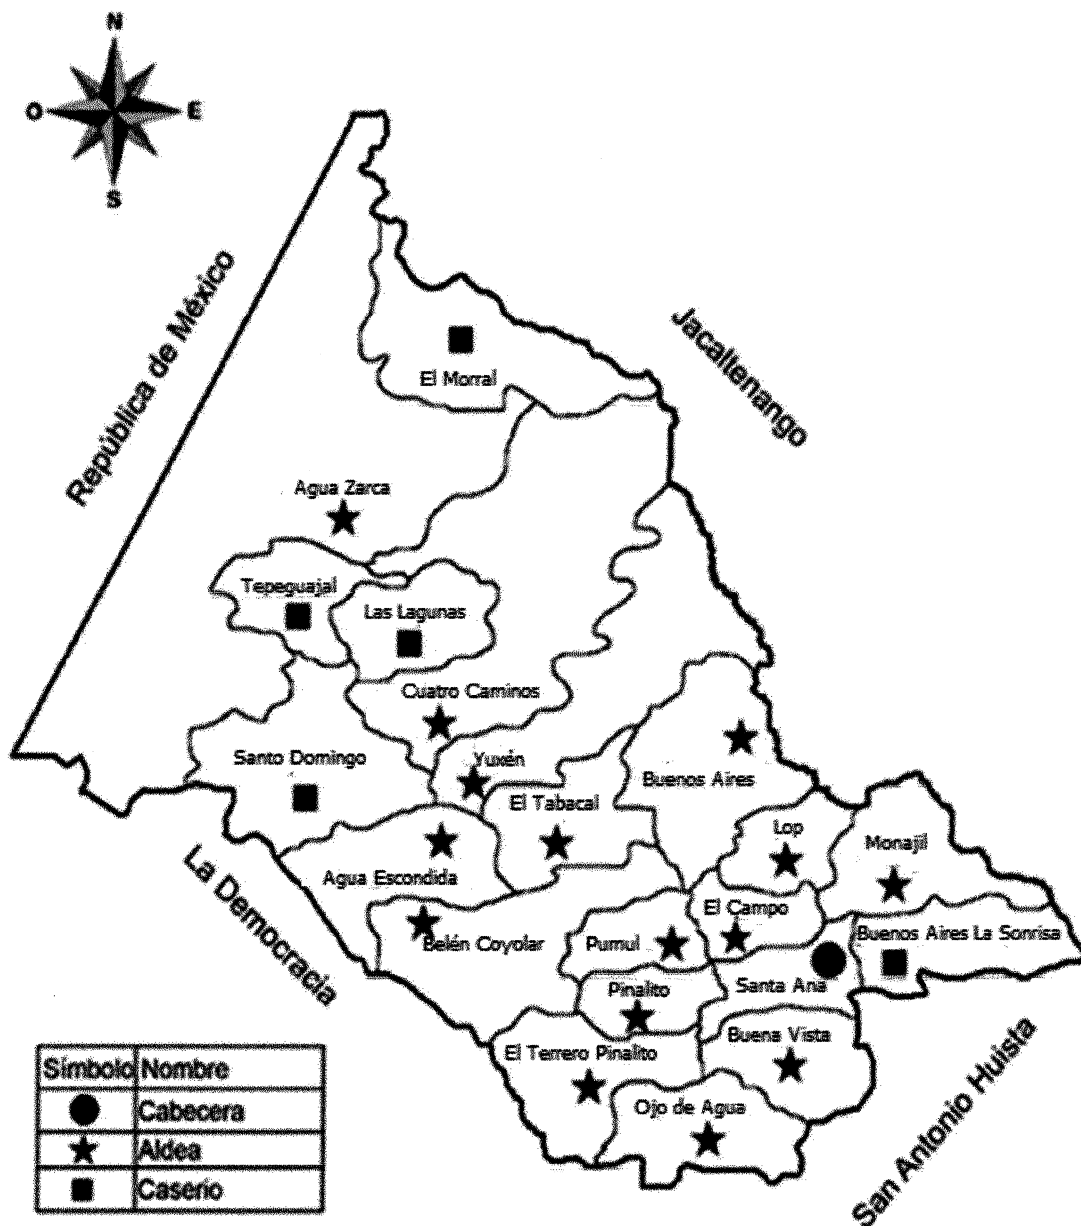 N
O
E
S
República de México
Jacaltenango
El Morral
Agua Zarca
Tepeguajal
Las Lagunas
Cuatro Caminos
Santo Domingo
Yuxén
Buenos Aires
El Tabacal
Lop
Monajil
Agua Escondida
El Campo
Belén Coyolar
Pumul
Buenos Aires La Sonrisa
Santa Ana
Pinalito
Buena Vista
El Terrero Pinalito
Ojo de Agua
La Democracia
San Antonio Huista
Símbolo Nombre
Cabecera
Aldea
Caserio